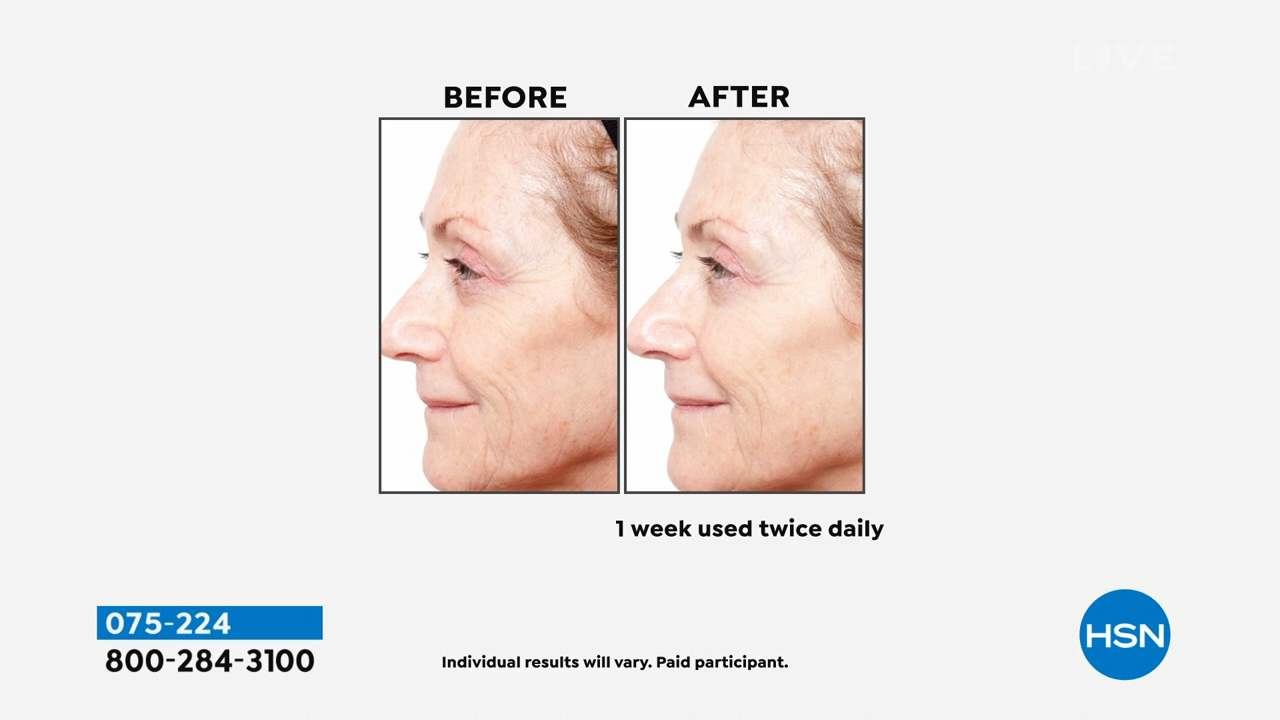 LIVE
BEFORE
AFTER
1 week used twice daily
075-224
800-284-3100
Individual results will vary. Paid participant.
HSN